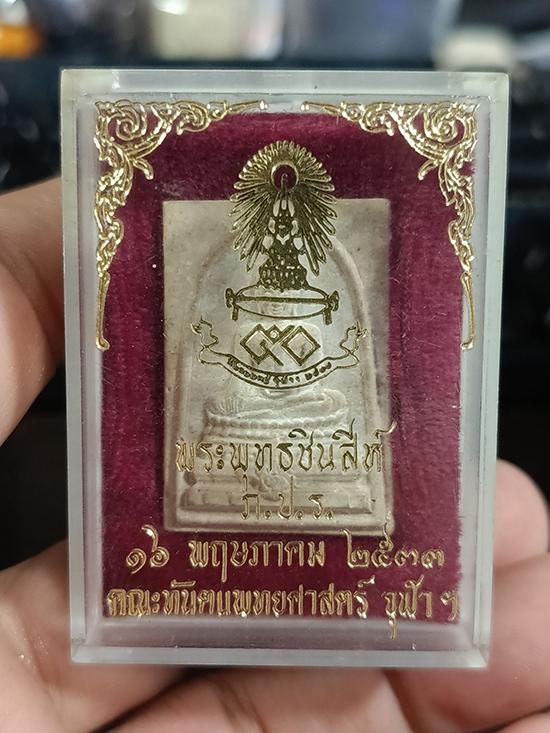 ๕๐
พระพุทธชินสีห์
ภ.ป.ร.
๑๖ พฤษภาคม ๒๕๓๓
คณะทันตแพทยศาสตร์ จุฬาฯ